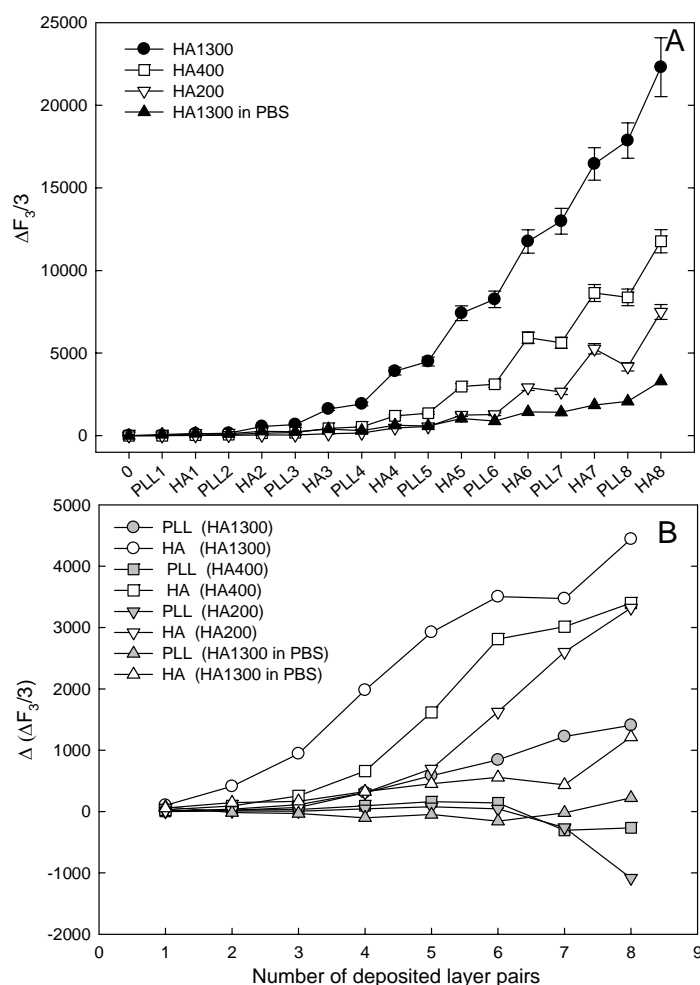 A
25000
20000
15000
10000
5000
0
ΔF3/3
HA1300
HA400
HA200
HA1300 in PBS
0
PLL1
HA1
PLL2
HA2
PLL3
HA3
PLL4
HA4
PLL5
HA5
PLL6
HA6
PLL7
HA7
PLL8
HA8
B
5000
4000
3000
2000
1000
0
-1000
-2000
Δ (ΔF3/3)
PLL (HA1300)
HA (HA1300)
PLL (HA400)
HA (HA400)
PLL (HA200)
HA (HA200)
PLL (HA1300 in PBS)
HA (HA1300 in PBS)
0 1 2 3 4 5 6 7 8 9
Number of deposited layer pairs